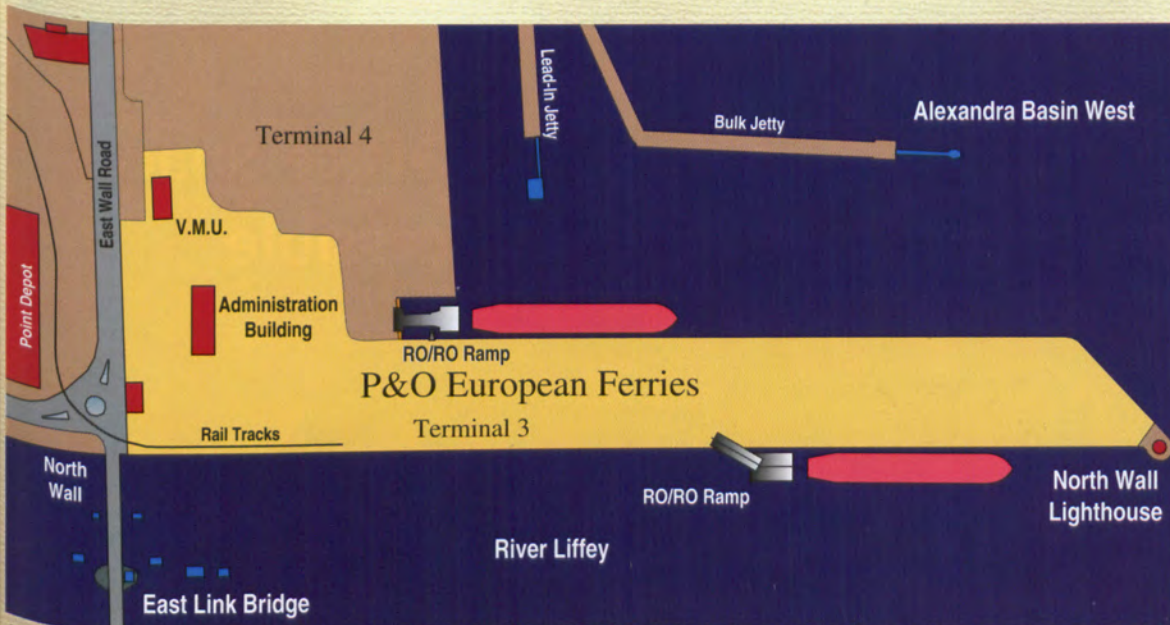 Lead-In Jetty
Alexandra Basin West
Bulk Jetty
Terminal 4
East Wall Road
V.M.U.
Point Depot
Administration
Building
RO/RO Ramp
P&O European Ferries
Terminal 3
Rail Tracks
North
Wall
RO/RO Ramp
North Wall
Lighthouse
River Liffey
East Link Bridge